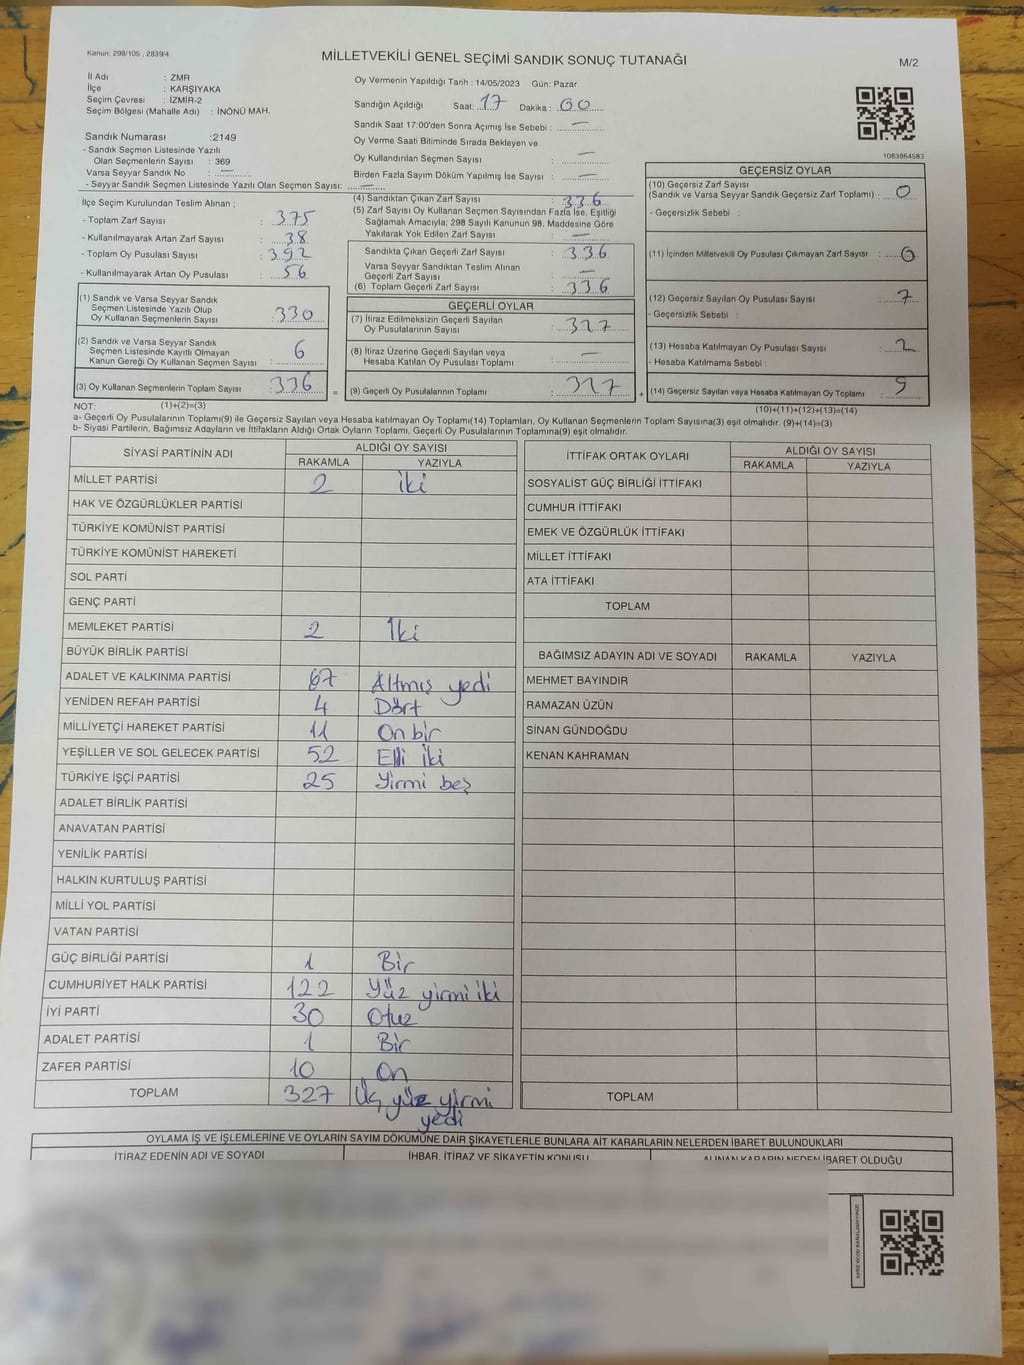 Kanun: 298/105 , 2839/4
MİLLETVEKİLİ GENEL SEÇİMİ SANDIK SONUÇ TUTANAĞI
M/2
İl Adı : ZMR
İlçe : KARŞIYAKA
Seçim Çevresi : İZMİR-2
Seçim Bölgesi (Mahalle Adı) : İNÖNÜ MAH.
Sandık Numarası :2149
- Sandık Seçmen Listesinde Yazılı
Olan Seçmenlerin Sayısı : 369
Varsa Seyyar Sandık No : —
- Seyyar Sandık Seçmen Listesinde Yazılı Olan Seçmen Sayısı: —
Oy Vermenin Yapıldığı Tarih : 14/05/2023 Gün: Pazar
Sandığın Açıldığı Saat: 17 Dakika : 00
Sandık Saat 17:00'den Sonra Açımış İse Sebebi : —
Oy Verme Saati Bitiminde Sırada Bekleyen ve
Oy Kullandırılan Seçmen Sayısı : —
Birden Fazla Sayım Döküm Yapılmış İse Sayısı : —
1083864583
İlçe Seçim Kurulundan Teslim Alınan ;
- Toplam Zarf Sayısı : 375
- Kullanılmayarak Artan Zarf Sayısı : 38
- Toplam Oy Pusulası Sayısı : 392
- Kullanılmayarak Artan Oy Pusulası : 56
(1) Sandık ve Varsa Seyyar Sandık
Seçmen Listesinde Yazılı Olup
Oy Kullanan Seçmenlerin Sayısı : 330
(2) Sandık ve Varsa Seyyar Sandık
Seçmen Listesinde Kayıtlı Olmayan
Kanun Gereği Oy Kullanan Seçmen Sayısı : 6
(3) Oy Kullanan Seçmenlerin Toplam Sayısı : 336
(1)+(2)=(3)
(4) Sandıktan Çıkan Zarf Sayısı : 336
(5) Zarf Sayısı Oy Kullanan Seçmen Sayısından Fazla İse, Eşitliği
Sağlamak Amacıyla; 298 Sayılı Kanunun 98. Maddesine Göre
Yakılarak Yok Edilen Zarf Sayısı : —
Sandıkta Çıkan Geçerli Zarf Sayısı : 336
Varsa Seyyar Sandıktan Teslim Alınan
Geçerli Zarf Sayısı : —
(6) Toplam Geçerli Zarf Sayısı : 336
GEÇERLİ OYLAR
(7) İtiraz Edilmeksizin Geçerli Sayılan
Oy Pusulalarının Sayısı : 327
(8) İtiraz Üzerine Geçerli Sayılan veya
Hesaba Katılan Oy Pusulası Toplamı : —
= (9) Geçerli Oy Pusulalarının Toplamı : 327 +
GEÇERSİZ OYLAR
(10) Geçersiz Zarf Sayısı
(Sandık ve Varsa Seyyar Sandık Geçersiz Zarf Toplamı) : 0
- Geçersizlik Sebebi :
(11) İçinden Milletvekili Oy Pusulası Çıkmayan Zarf Sayısı : 0
(12) Geçersiz Sayılan Oy Pusulası Sayısı : 7
- Geçersizlik Sebebi :
(13) Hesaba Katılmayan Oy Pusulası Sayısı : 2
- Hesaba Katılmama Sebebi :
(14) Geçersiz Sayılan veya Hesaba Katılmayan Oy Toplamı : 9
(10)+(11)+(12)+(13)=(14)
NOT:
a- Geçerli Oy Pusulalarının Toplamı(9) ile Geçersiz Sayılan veya Hesaba katılmayan Oy Toplamı(14) Toplamları, Oy Kullanan Seçmenlerin Toplam Sayısına(3) eşit olmalıdır. (9)+(14)=(3)
b- Siyasi Partilerin, Bağımsız Adayların ve İttifakların Aldığı Ortak Oyların Toplamı, Geçerli Oy Pusulalarının Toplamına(9) eşit olmalıdır.
SİYASİ PARTİNİN ADI ALDIĞI OY SAYISI
RAKAMLA YAZIYLA
MİLLET PARTİSİ 2 iki
HAK VE ÖZGÜRLÜKLER PARTİSİ
TÜRKİYE KOMÜNİST PARTİSİ
TÜRKİYE KOMÜNİST HAREKETİ
SOL PARTİ
GENÇ PARTİ
MEMLEKET PARTİSİ 2 İki
BÜYÜK BİRLİK PARTİSİ
ADALET VE KALKINMA PARTİSİ 67 Altmış yedi
YENİDEN REFAH PARTİSİ 4 Dört
MİLLİYETÇİ HAREKET PARTİSİ 11 On bir
YEŞİLLER VE SOL GELECEK PARTİSİ 52 Elli iki
TÜRKİYE İŞÇİ PARTİSİ 25 Yirmi beş
ADALET BİRLİK PARTİSİ
ANAVATAN PARTİSİ
YENİLİK PARTİSİ
HALKIN KURTULUŞ PARTİSİ
MİLLİ YOL PARTİSİ
VATAN PARTİSİ
GÜÇ BİRLİĞİ PARTİSİ 1 Bir
CUMHURİYET HALK PARTİSİ 122 Yüz yirmi iki
İYİ PARTİ 30 Otuz
ADALET PARTİSİ 1 Bir
ZAFER PARTİSİ 10 On
TOPLAM 327 Üç yüz yirmi
yedi
İTTİFAK ORTAK OYLARI ALDIĞI OY SAYISI
RAKAMLA YAZIYLA
SOSYALİST GÜÇ BİRLİĞİ İTTİFAKI
CUMHUR İTTİFAKI
EMEK VE ÖZGÜRLÜK İTTİFAKI
MİLLET İTTİFAKI
ATA İTTİFAKI
TOPLAM
BAĞIMSIZ ADAYIN ADI VE SOYADI RAKAMLA YAZIYLA
MEHMET BAYINDIR
RAMAZAN ÜZÜN
SİNAN GÜNDOĞDU
KENAN KAHRAMAN
TOPLAM
OYLAMA İŞ VE İŞLEMLERİNE VE OYLARIN SAYIM DÖKÜMÜNE DAİR ŞİKAYETLERLE BUNLARA AİT KARARLARIN NELERDEN İBARET BULUNDUKLARI
İTİRAZ EDENİN ADI VE SOYADI İHBAR, İTİRAZ VE ŞİKAYETİN KONUSU ALINAN KARARIN NEDEN İBARET OLDUĞU